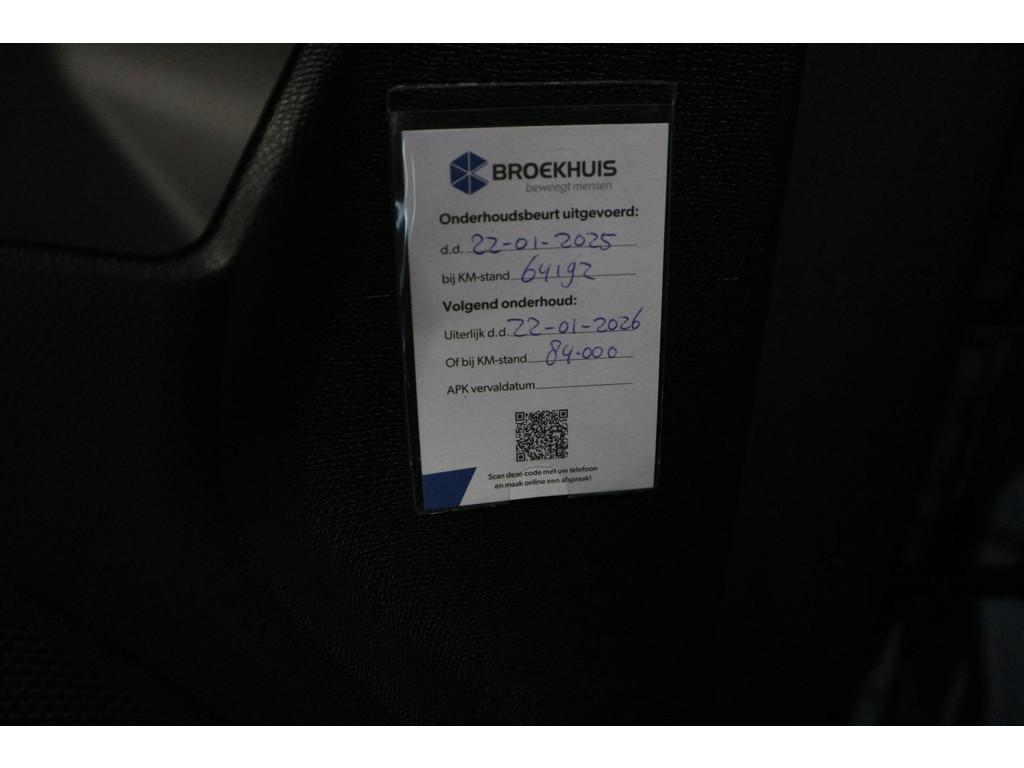 BROEKHUIS
beweegt mensen
Onderhoudsbeurt uitgevoerd:
d.d. 22-01-2025
bij KM-stand 64192
Volgend onderhoud:
Uiterlijk d.d. 22-01-2026
Of bij KM-stand 84.000
APK vervaldatum
Scan deze code met uw telefoon
en maak online een afspraak!